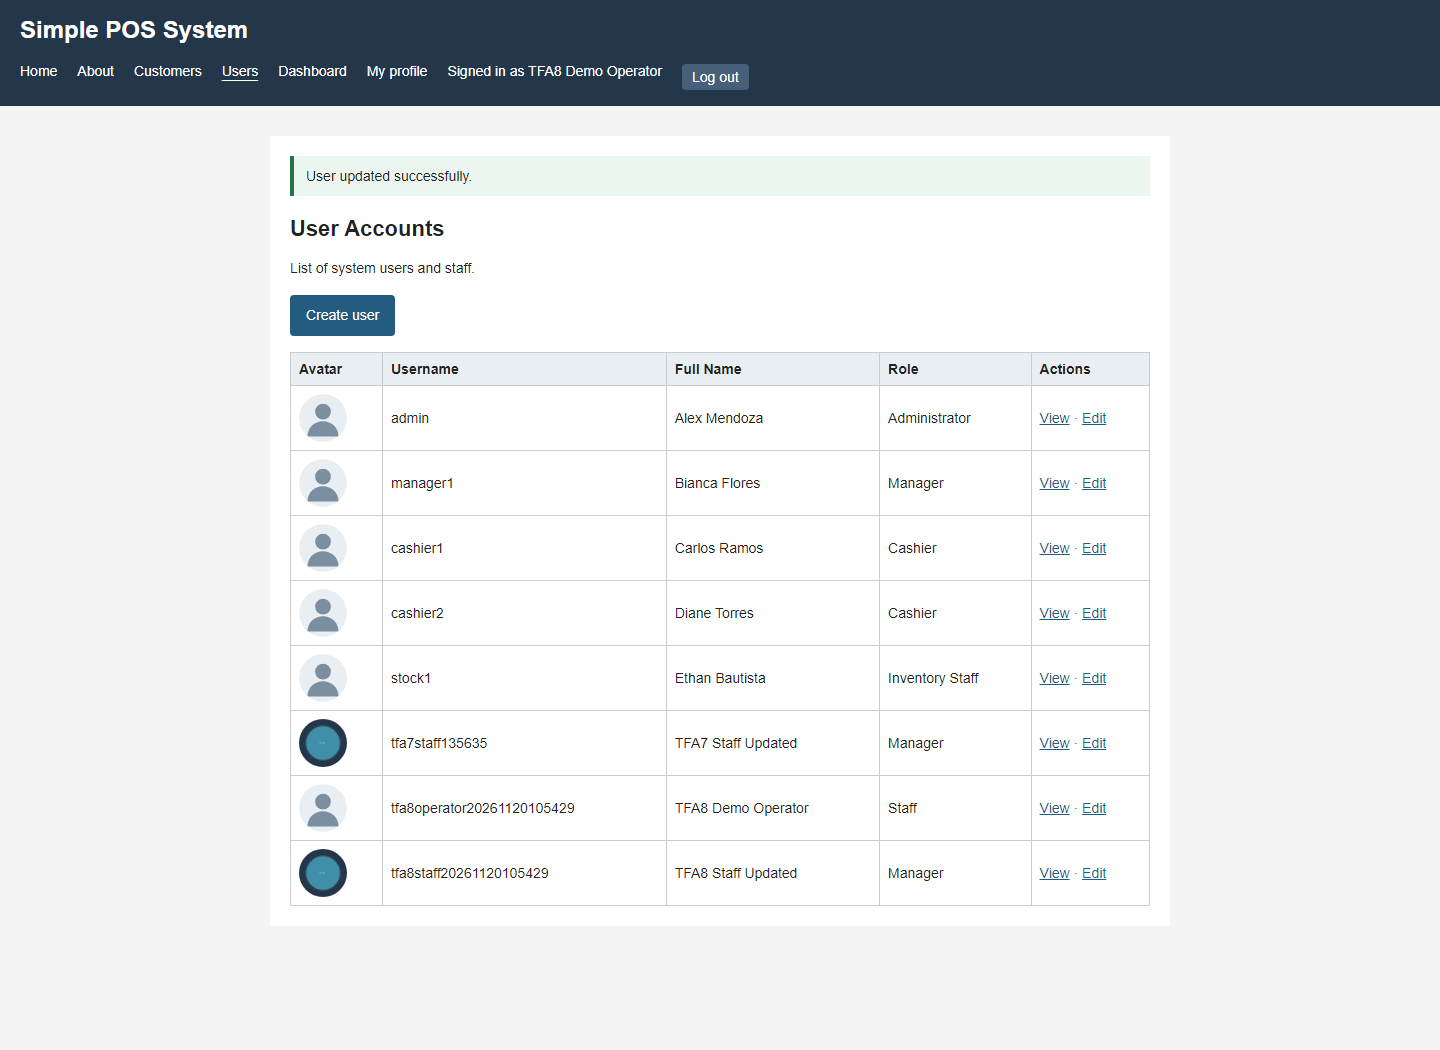 Simple POS System
Home About Customers Users Dashboard My profile Signed in as TFA8 Demo Operator Log out
User updated successfully.
User Accounts
List of system users and staff.
Create user
Avatar Username Full Name Role Actions
admin Alex Mendoza Administrator View · Edit
manager1 Bianca Flores Manager View · Edit
cashier1 Carlos Ramos Cashier View · Edit
cashier2 Diane Torres Cashier View · Edit
stock1 Ethan Bautista Inventory Staff View · Edit
tfa7staff135635 TFA7 Staff Updated Manager View · Edit
tfa8operator20261120105429 TFA8 Demo Operator Staff View · Edit
tfa8staff20261120105429 TFA8 Staff Updated Manager View · Edit